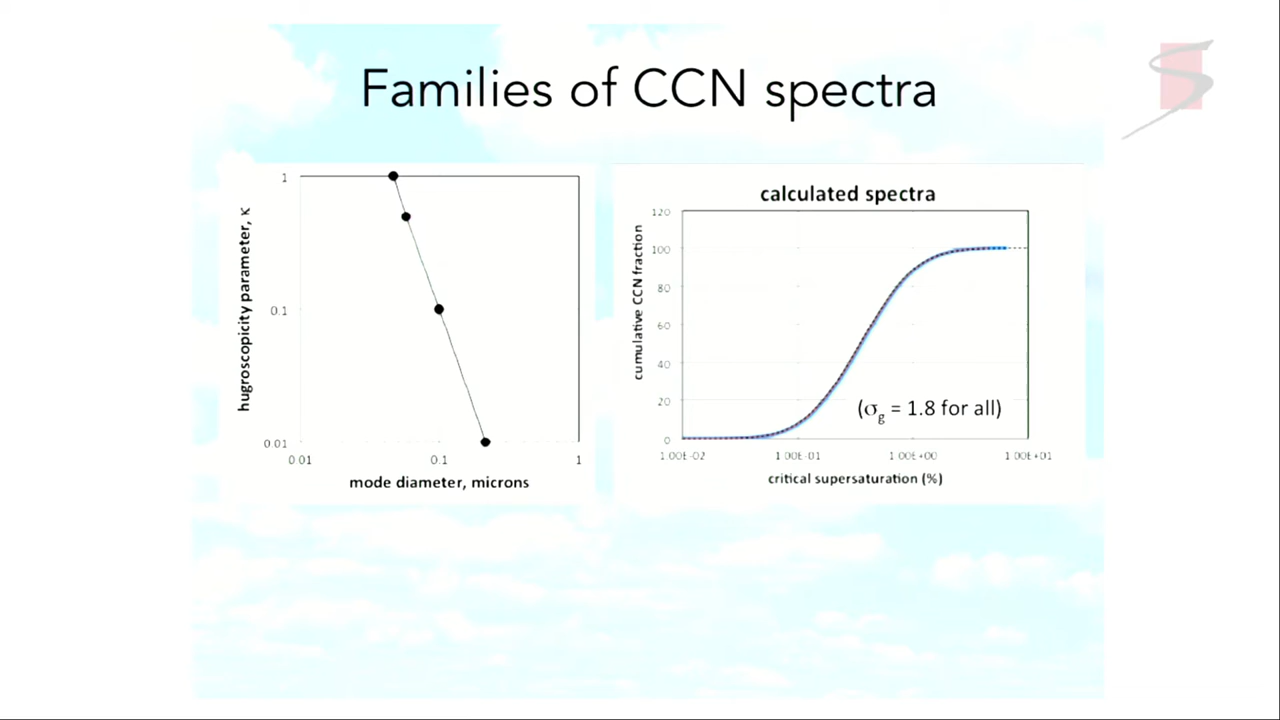 Families of CCN spectra
hugroscopicity parameter, κ
1
0.1
0.01
0.01
0.1
1
mode diameter, microns
calculated spectra
cumulative CCN fraction
120
100
80
60
40
20
0
(σg = 1.8 for all)
1.00E-02
1.00E-01
1.00E+00
1.00E+01
critical supersaturation (%)